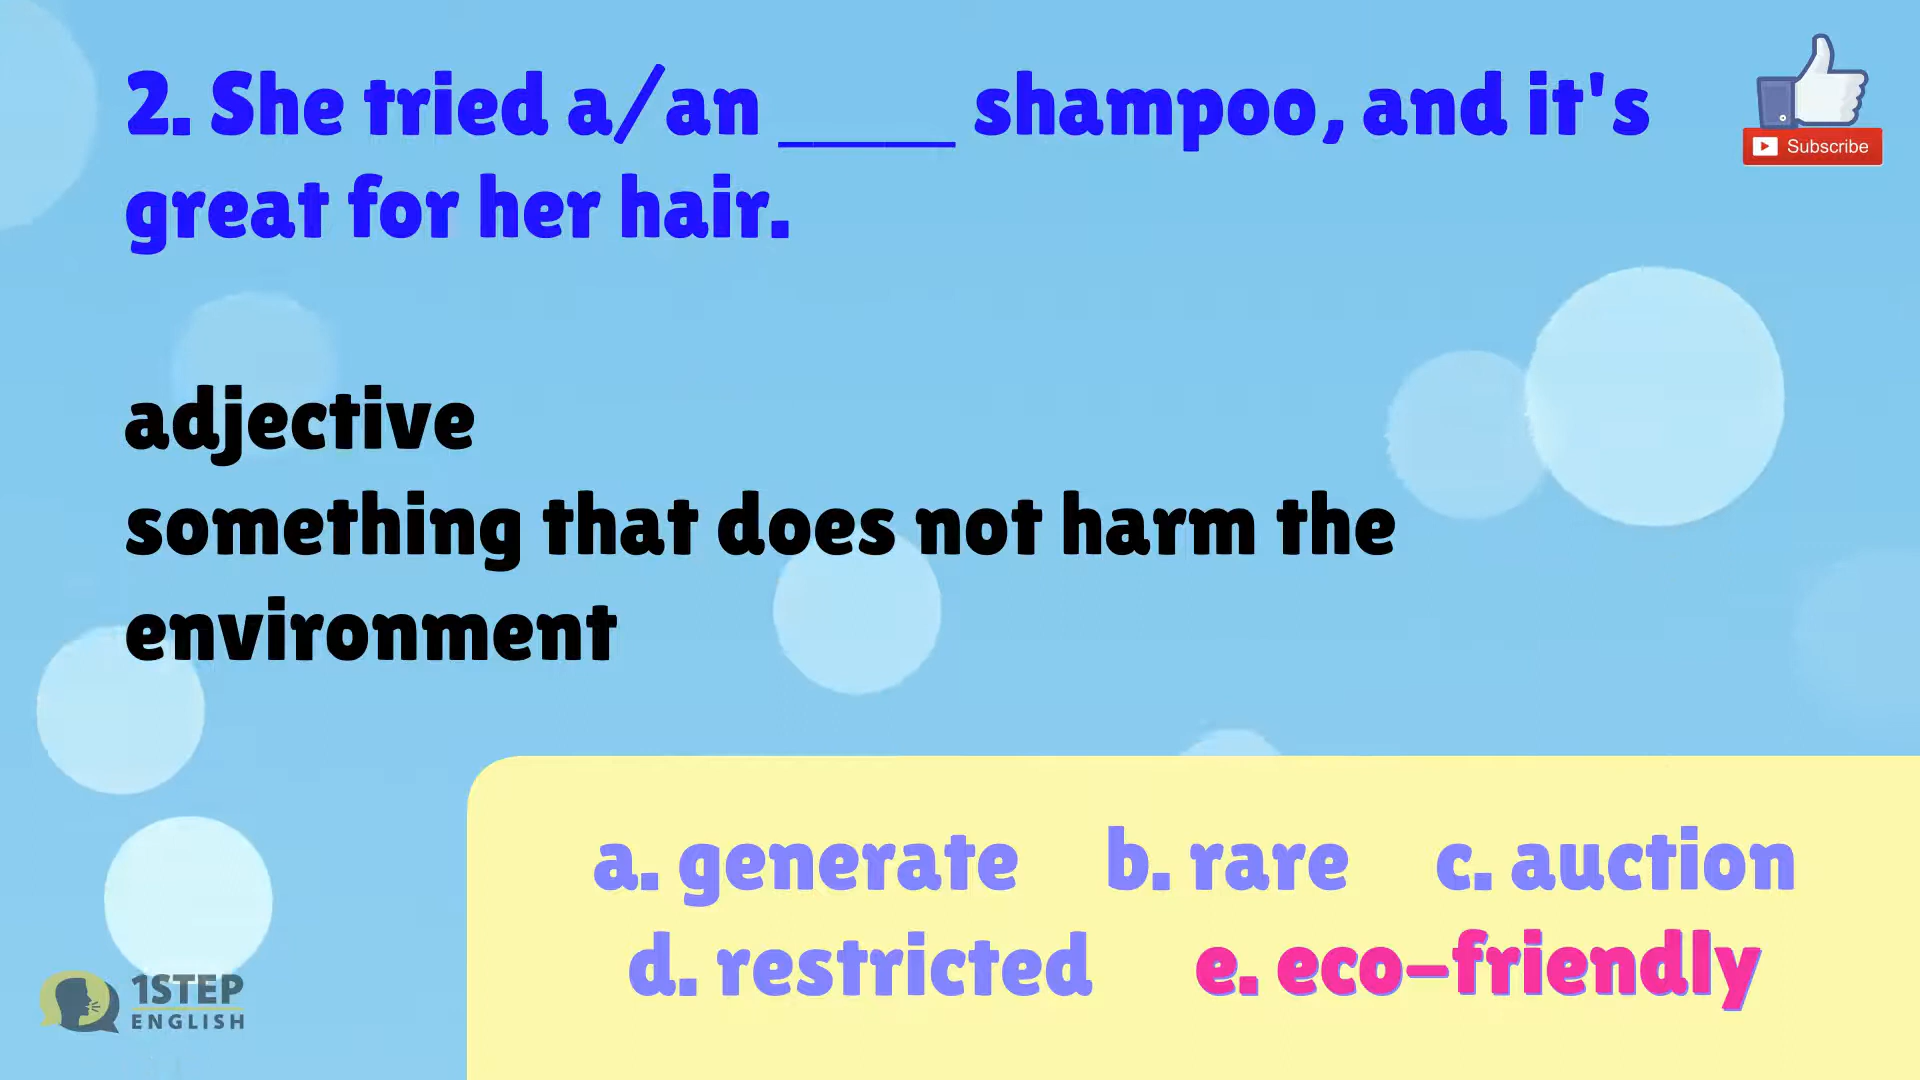 2. She tried a/an _____ shampoo, and it's
great for her hair.
Subscribe
adjective
something that does not harm the
environment
a. generate b. rare c. auction
d. restricted e. eco-friendly
1STEP
ENGLISH